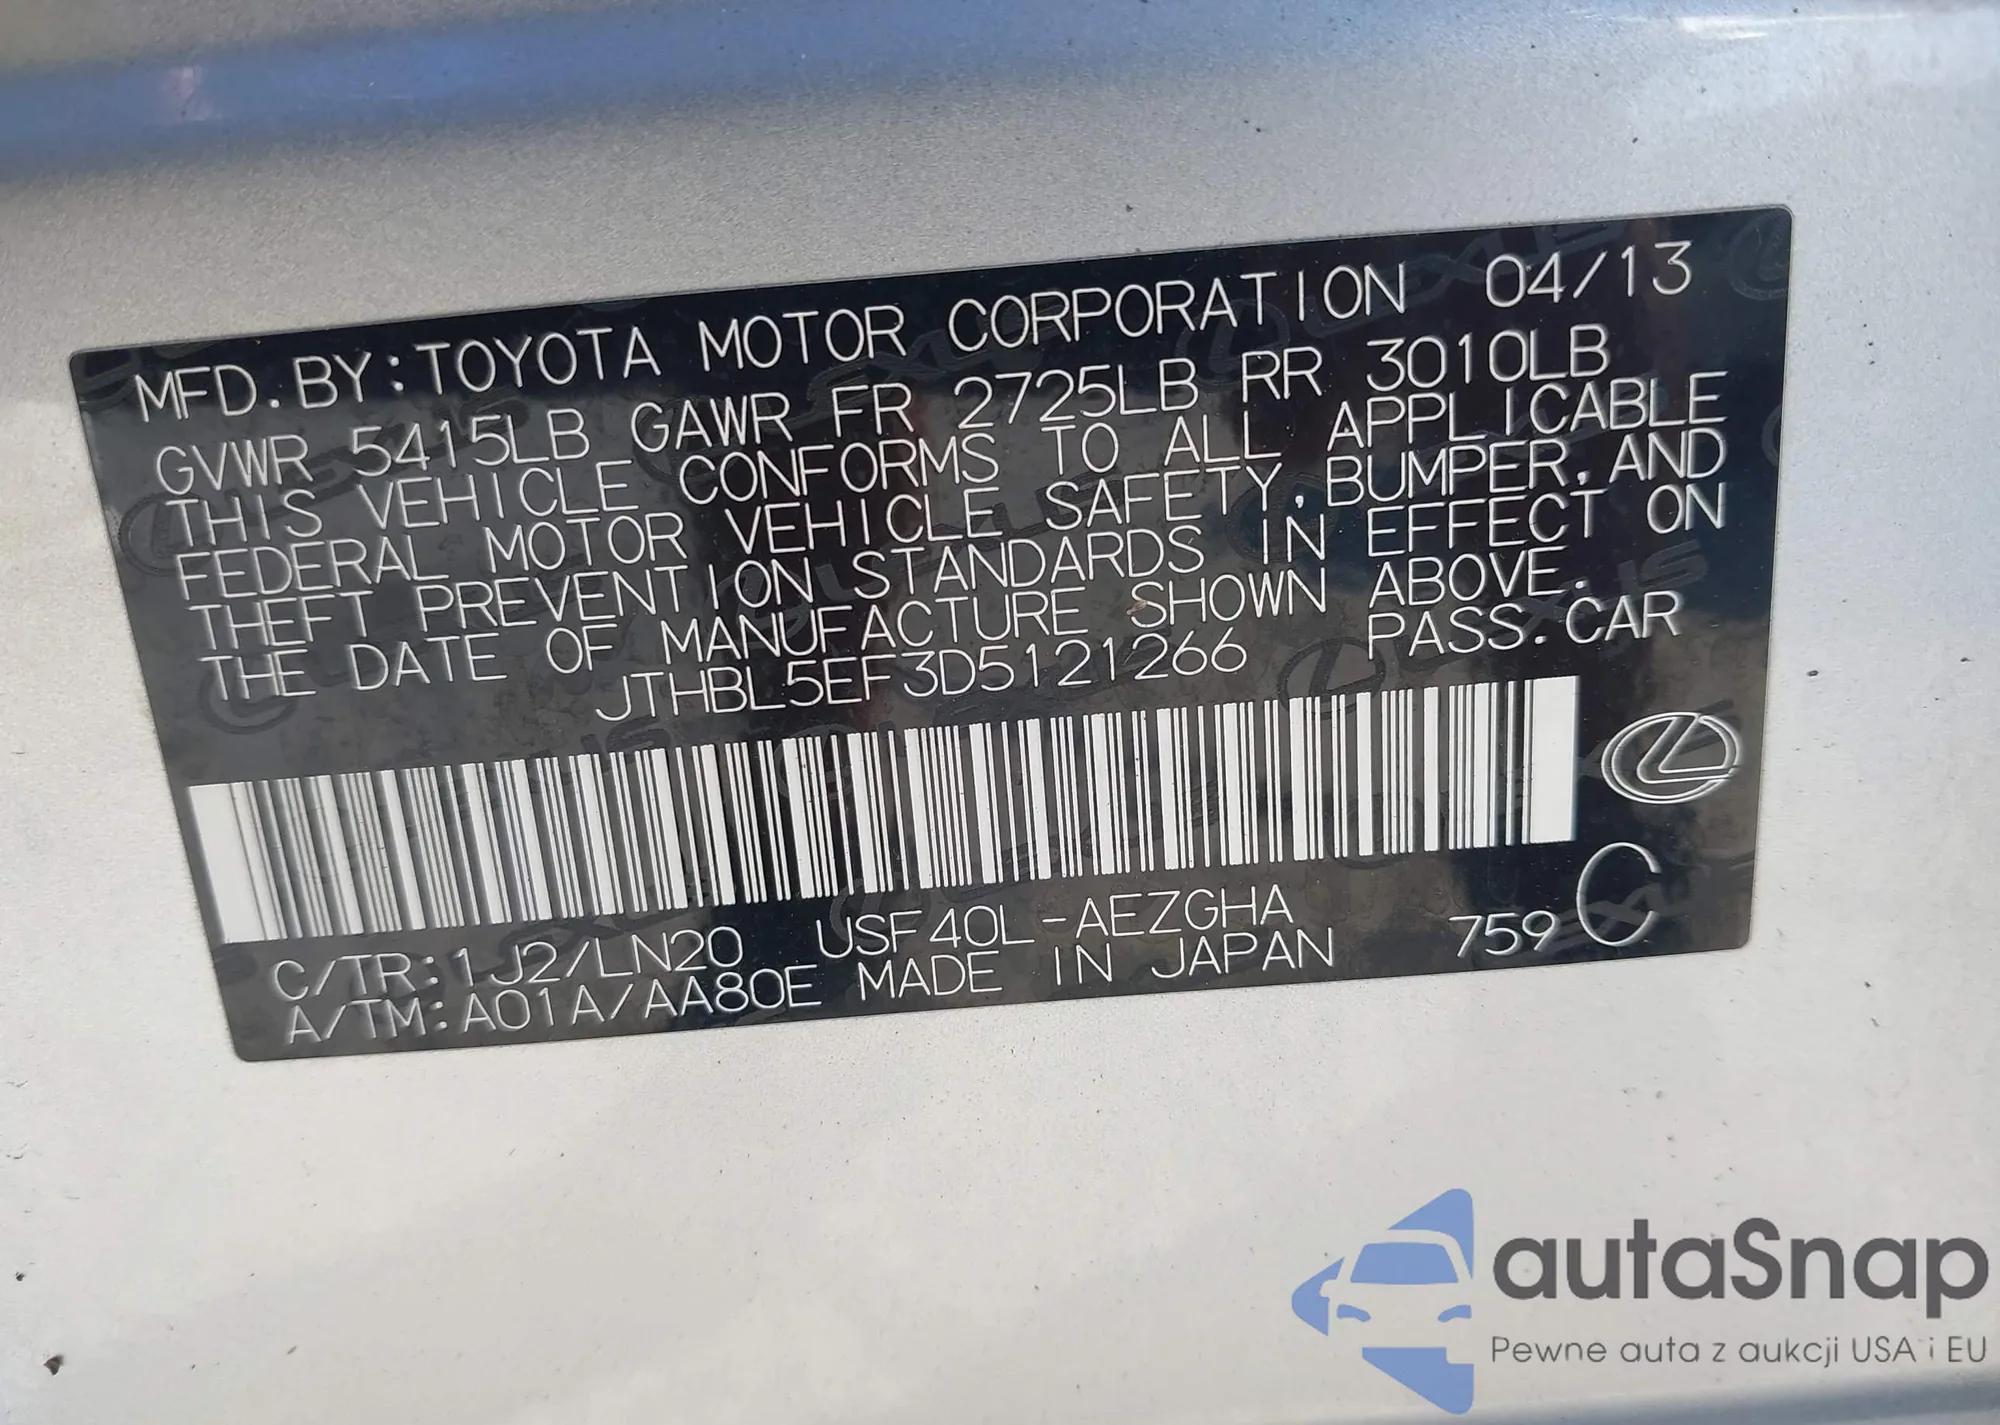 MFD. BY: TOYOTA MOTOR CORPORATION 04/13
GVWR 5415LB GAWR FR 2725LB RR 3010LB
THIS VEHICLE CONFORMS TO ALL APPLICABLE
FEDERAL MOTOR VEHICLE SAFETY, BUMPER, AND
THEFT PREVENTION STANDARDS IN EFFECT ON
THE DATE OF MANUFACTURE SHOWN ABOVE.
JTHBL5EF3D5121266 PASS. CAR
C/TR: 1J2/LN20 USF40L-AEZGHA
A/TM: A01A/AA80E MADE IN JAPAN 759 C
autaSnap
Pewne auta z aukcji USA i EU